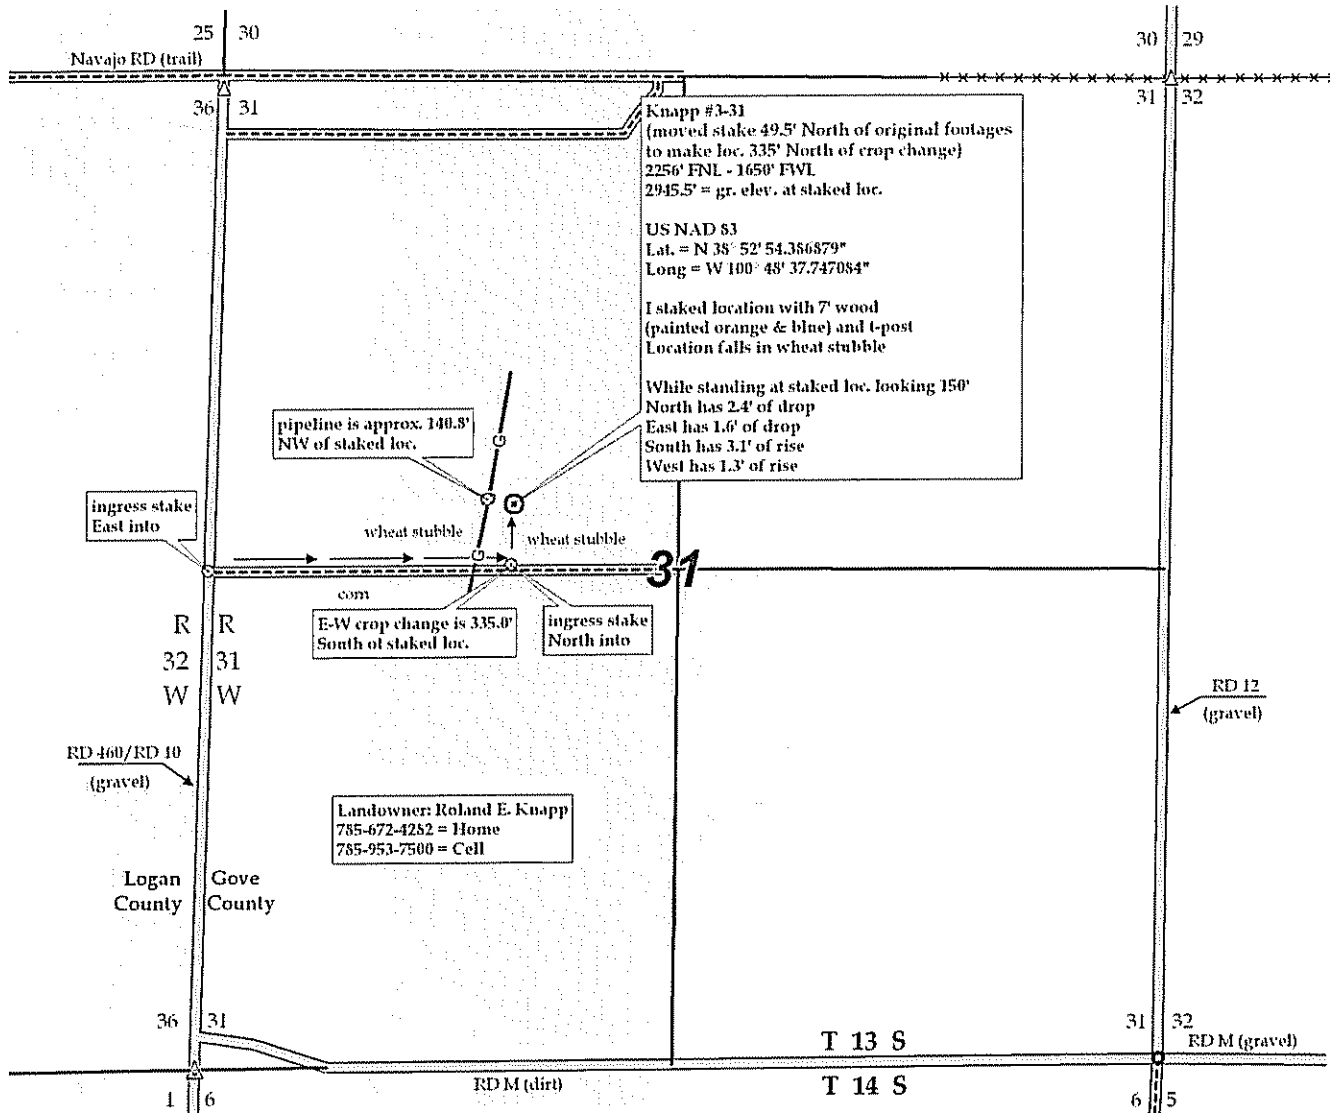 25 30
30 29
Navajo RD (trail)
36 31
31 32
Knapp #3-31
(moved stake 49.5' North of original footages
to make loc. 335' North of crop change)
2256' FNL - 1650' FWL
2945.5' = gr. elev. at staked loc.
US NAD 83
Lat. = N 38° 52' 54.386879"
Long = W 100° 48' 37.747084"
I staked location with 7' wood
(painted orange & blue) and t-post
Location falls in wheat stubble
While standing at staked loc. looking 150'
North has 2.4' of drop
East has 1.6' of drop
South has 3.1' of rise
West has 1.3' of rise
pipeline is approx. 140.8'
NW of staked loc.
G
ingress stake
East into
wheat stubble
wheat stubble
G
31
corn
E-W crop change is 335.0'
South of staked loc.
ingress stake
North into
R R
32 31
W W
RD 12
(gravel)
RD 460/RD 10
(gravel)
Landowner: Roland E. Knapp
785-672-4282 = Home
785-953-7500 = Cell
Logan
County
Gove
County
36 31
31 32
T 13 S
RD M (gravel)
RD M (dirt)
T 14 S
1 6
6 5